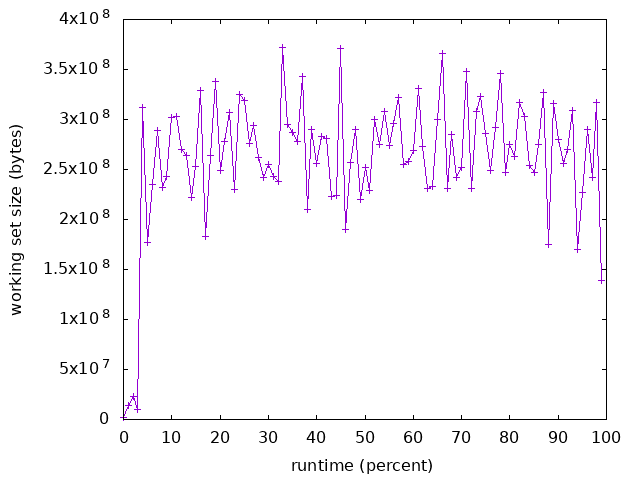 4x10^8
3.5x10^8
3x10^8
2.5x10^8
2x10^8
1.5x10^8
1x10^8
5x10^7
0
working set size (bytes)
0 10 20 30 40 50 60 70 80 90 100
runtime (percent)